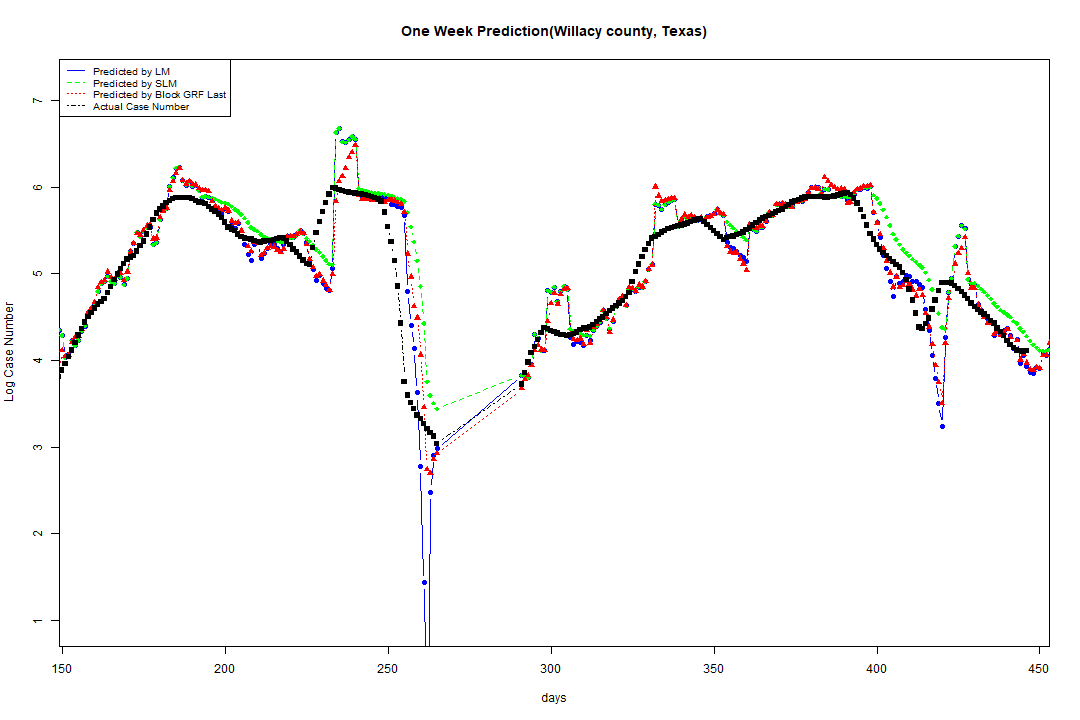 One Week Prediction(Willacy county, Texas)
Predicted by LM
Predicted by SLM
Predicted by Block GRF Last
Actual Case Number
Log Case Number
7
6
5
4
3
2
1
150 200 250 300 350 400 450
days